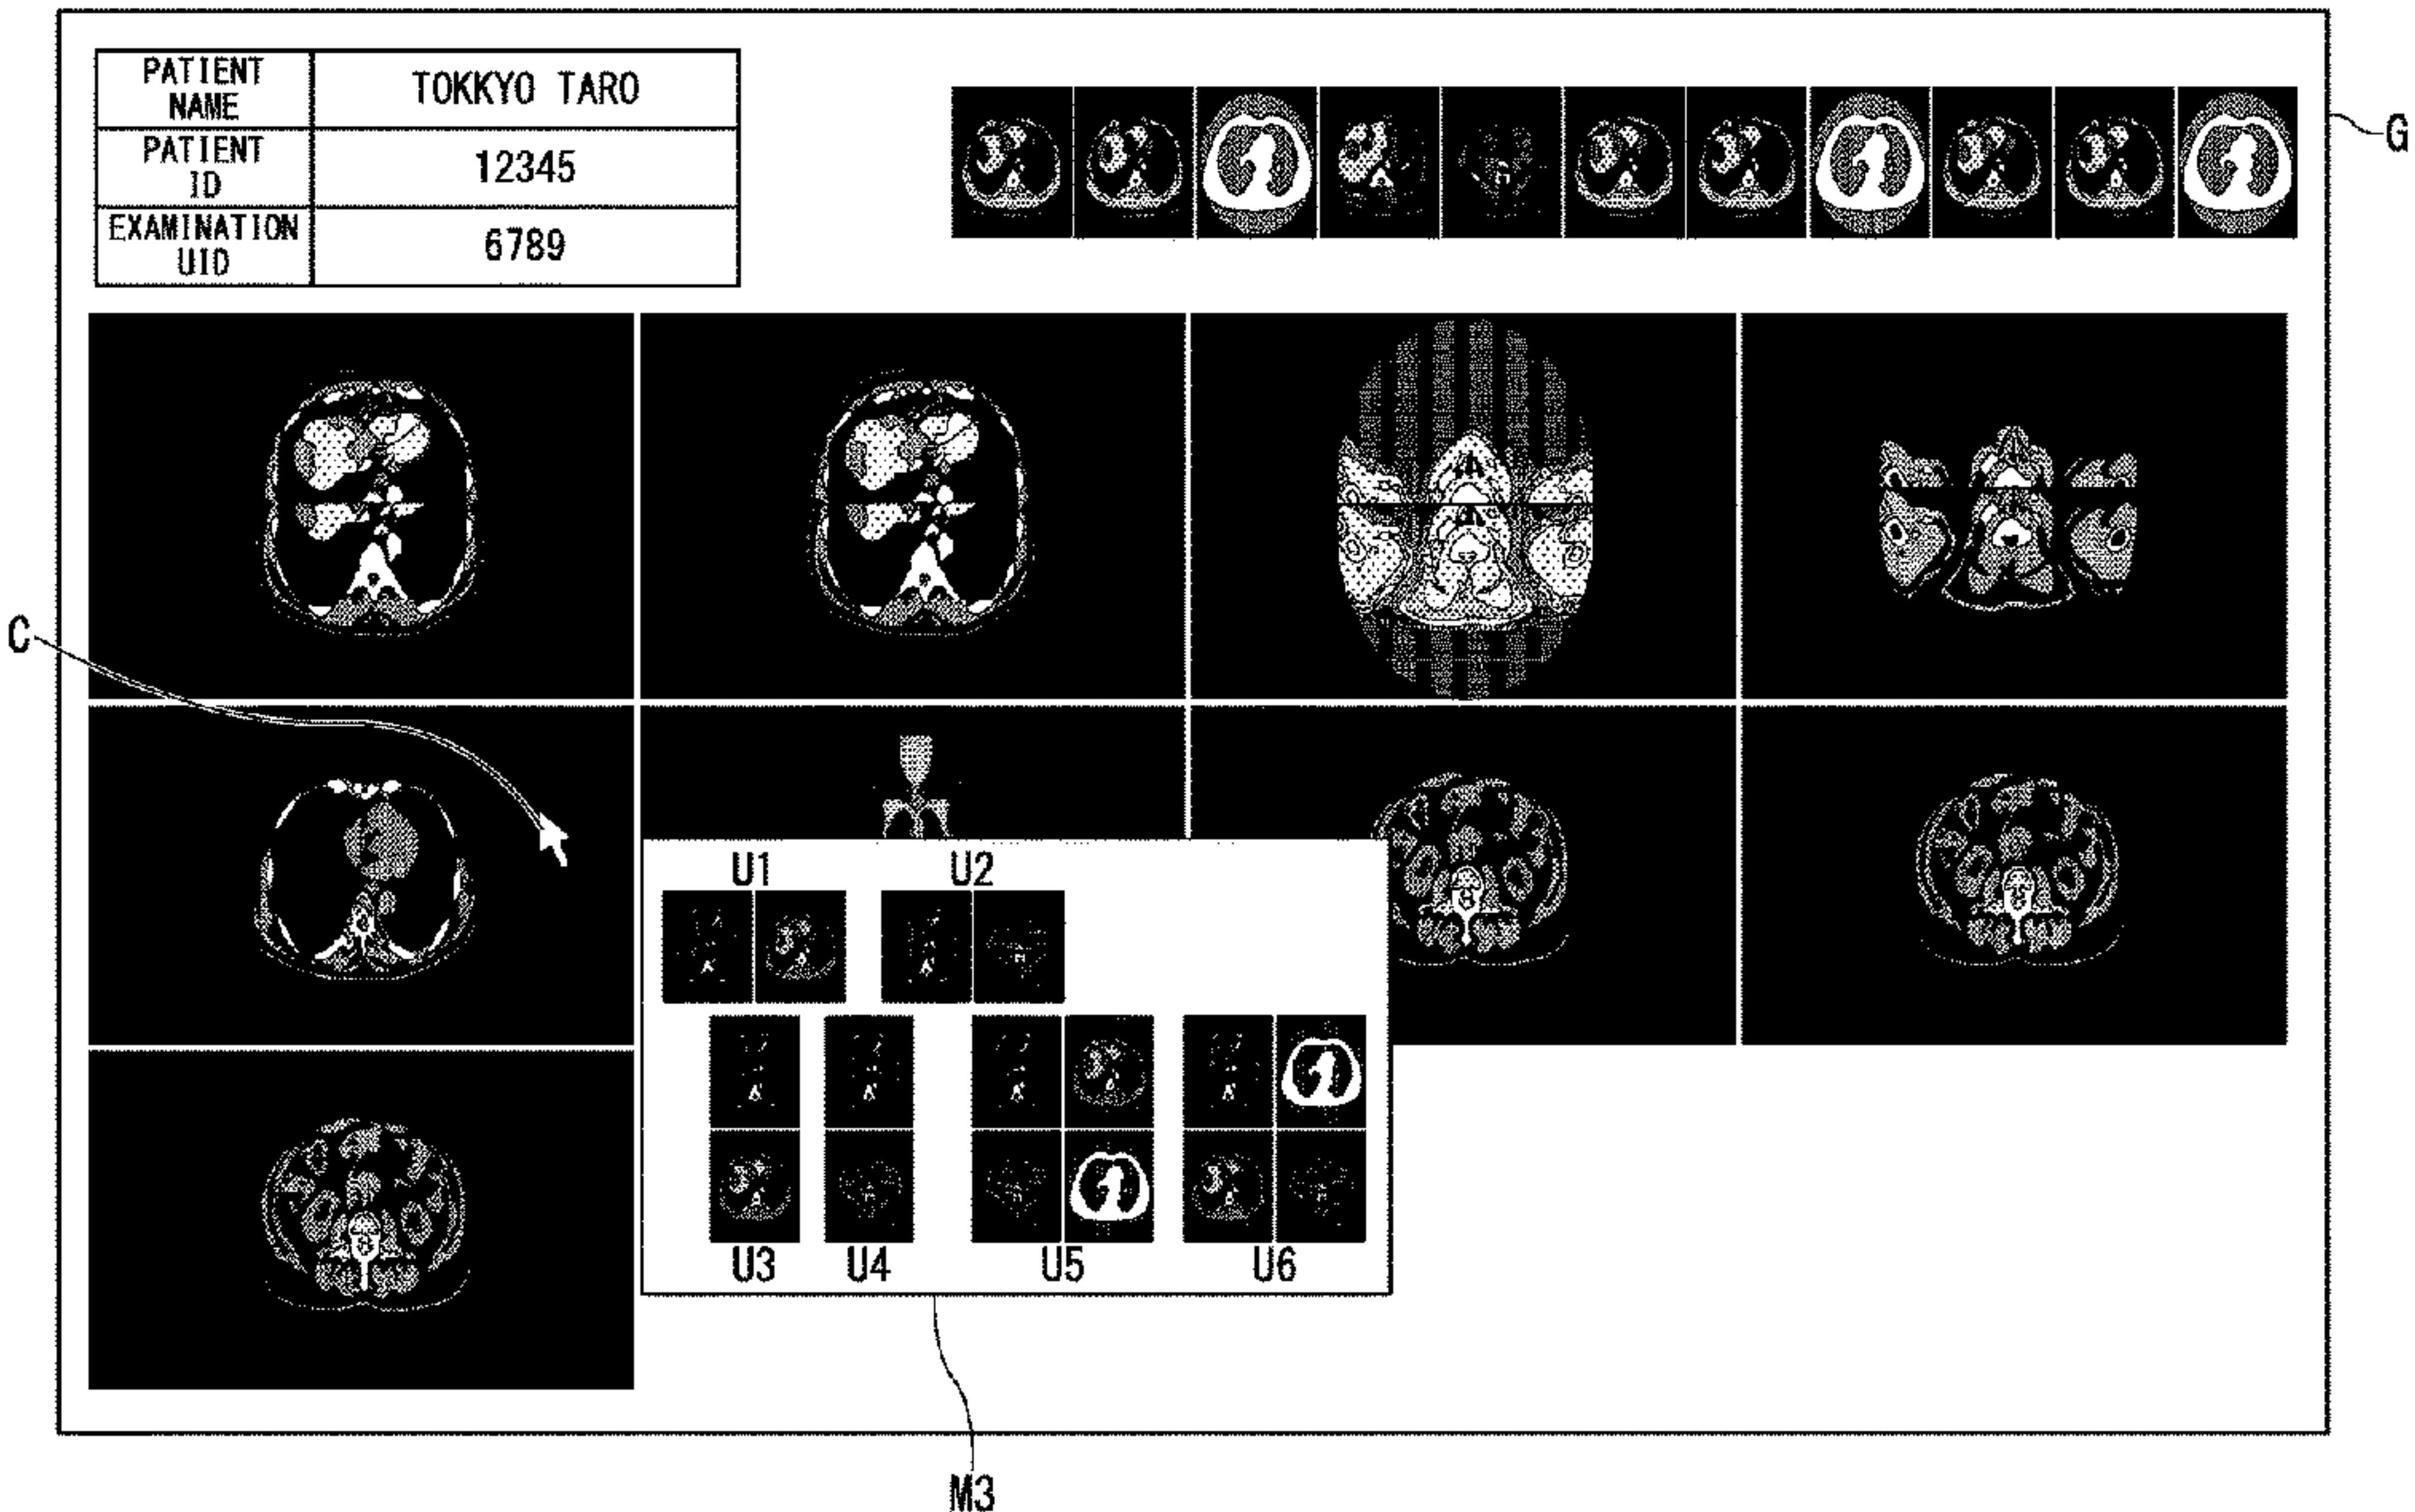 PATIENT
NAME
TOKKYO TARO
PATIENT
ID
12345
EXAMINATION
UID
6789
G
C
U1
U2
U3
U4
U5
U6
M3